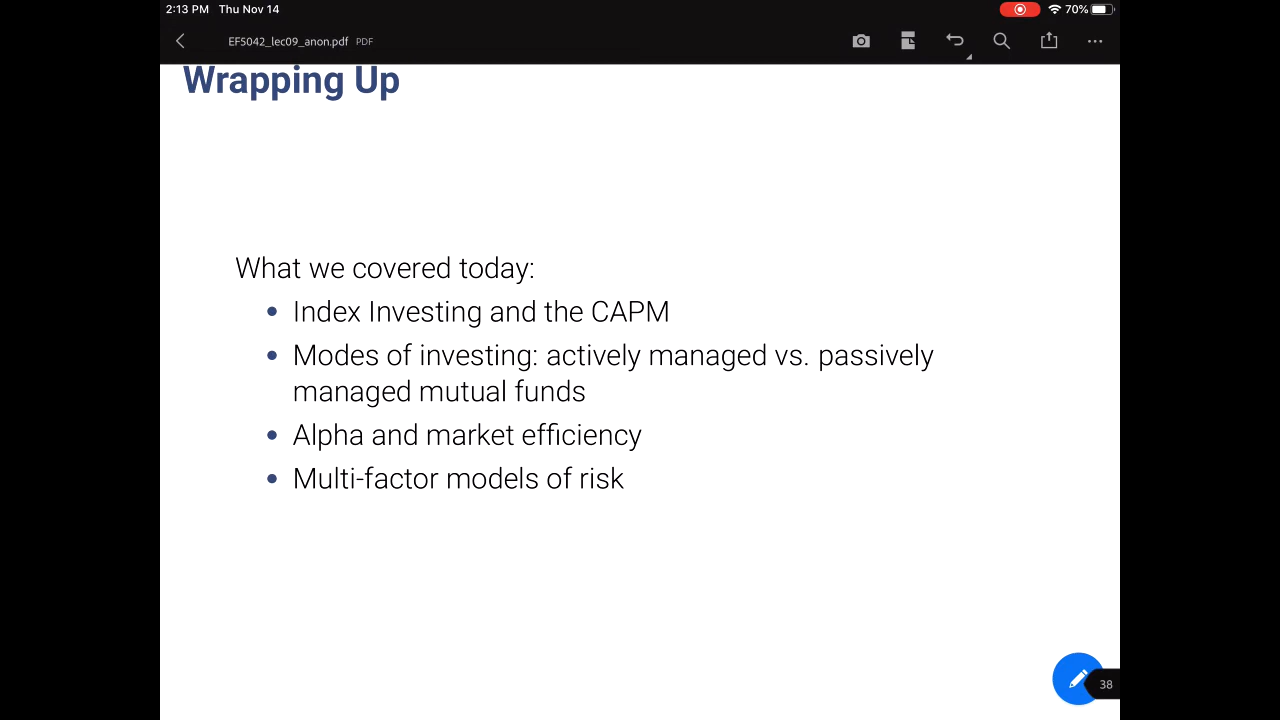 2:13 PM Thu Nov 14
70%
EF5042_lec09_anon.pdf PDF
Wrapping Up
What we covered today:
• Index Investing and the CAPM
• Modes of investing: actively managed vs. passively
managed mutual funds
• Alpha and market efficiency
• Multi-factor models of risk
38